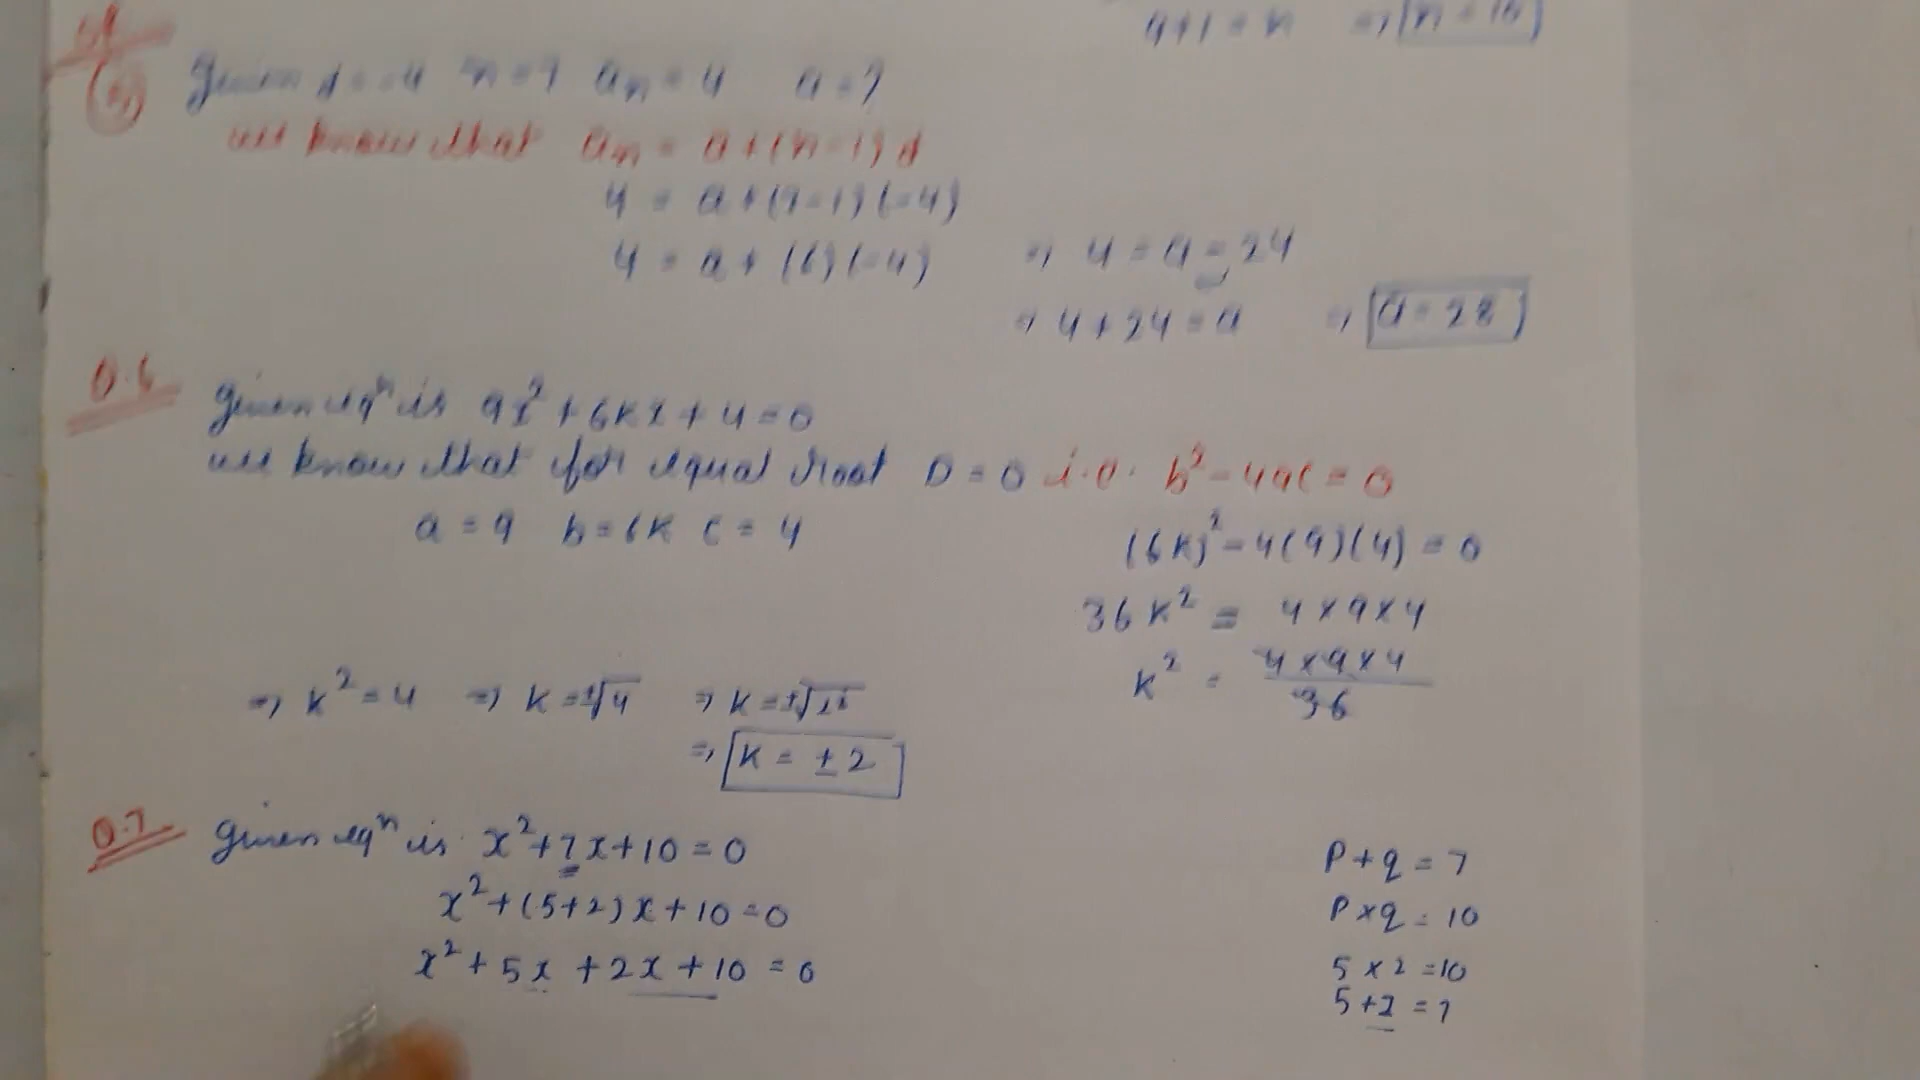 9+1 = n ⇒ n = 10
Given d = -4 n = 7 an = 4 a = ?
we know that an = a + (n-1) d
4 = a + (7-1) (-4)
4 = a + (6) (-4) ⇒ 4 = a - 24
⇒ 4 + 24 = a ⇒ a = 28
Q.6
Given eqn is 9x² + 6kx + 4 = 0
we know that for equal root D = 0 i.e. b² - 4ac = 0
a = 9 b = 6k c = 4
(6k)² - 4(9)(4) = 0
36k² = 4 × 9 × 4
k² = 4 × 9 × 4 / 36
⇒ k² = 4 ⇒ k = ±√4
⇒ k = ± 2
Q.7 Given eqn is x² + 7x + 10 = 0
x² + (5+2)x + 10 = 0
x² + 5x + 2x + 10 = 0
P + q = 7
P × q = 10
5 × 2 = 10
5 + 2 = 7